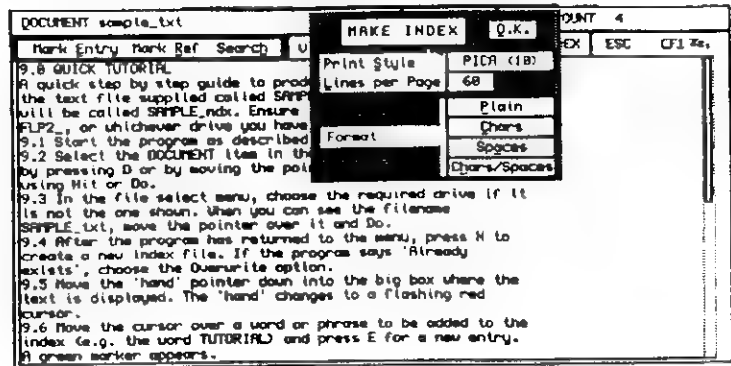 DOCUMENT sample_txt
OUNT 4
MAKE INDEX O.K.
Mark Entry Mark Ref Search U
EX ESC CF1
Print Style PICA (10)
Lines per Page 60
Format
Plain
Chars
Spaces
Chars/Spaces
9.0 QUICK TUTORIAL
A quick step by step guide to prod
the text file supplied called SAMP
will be called SAMPLE_ndx. Ensure
FLP2_, or whichever drive you have
9.1 Start the program as described
9.2 Select the DOCUMENT item in th
by pressing D or by moving the poi
using Hit or Do.
9.3 In the file select menu, choose the required drive if it
is not the one shown. When you can see the filename
SAMPLE_txt, move the pointer over it and Do.
9.4 After the program has returned to the menu, press N to
create a new index file. If the program says 'Already
exists', choose the Overwrite option.
9.5 Move the 'hand' pointer down into the big box where the
text is displayed. The 'hand' changes to a flashing red
cursor.
9.6 Move the cursor over a word or phrase to be added to the
index (e.g. the word TUTORIAL) and press E for a new entry.
A green marker appears.